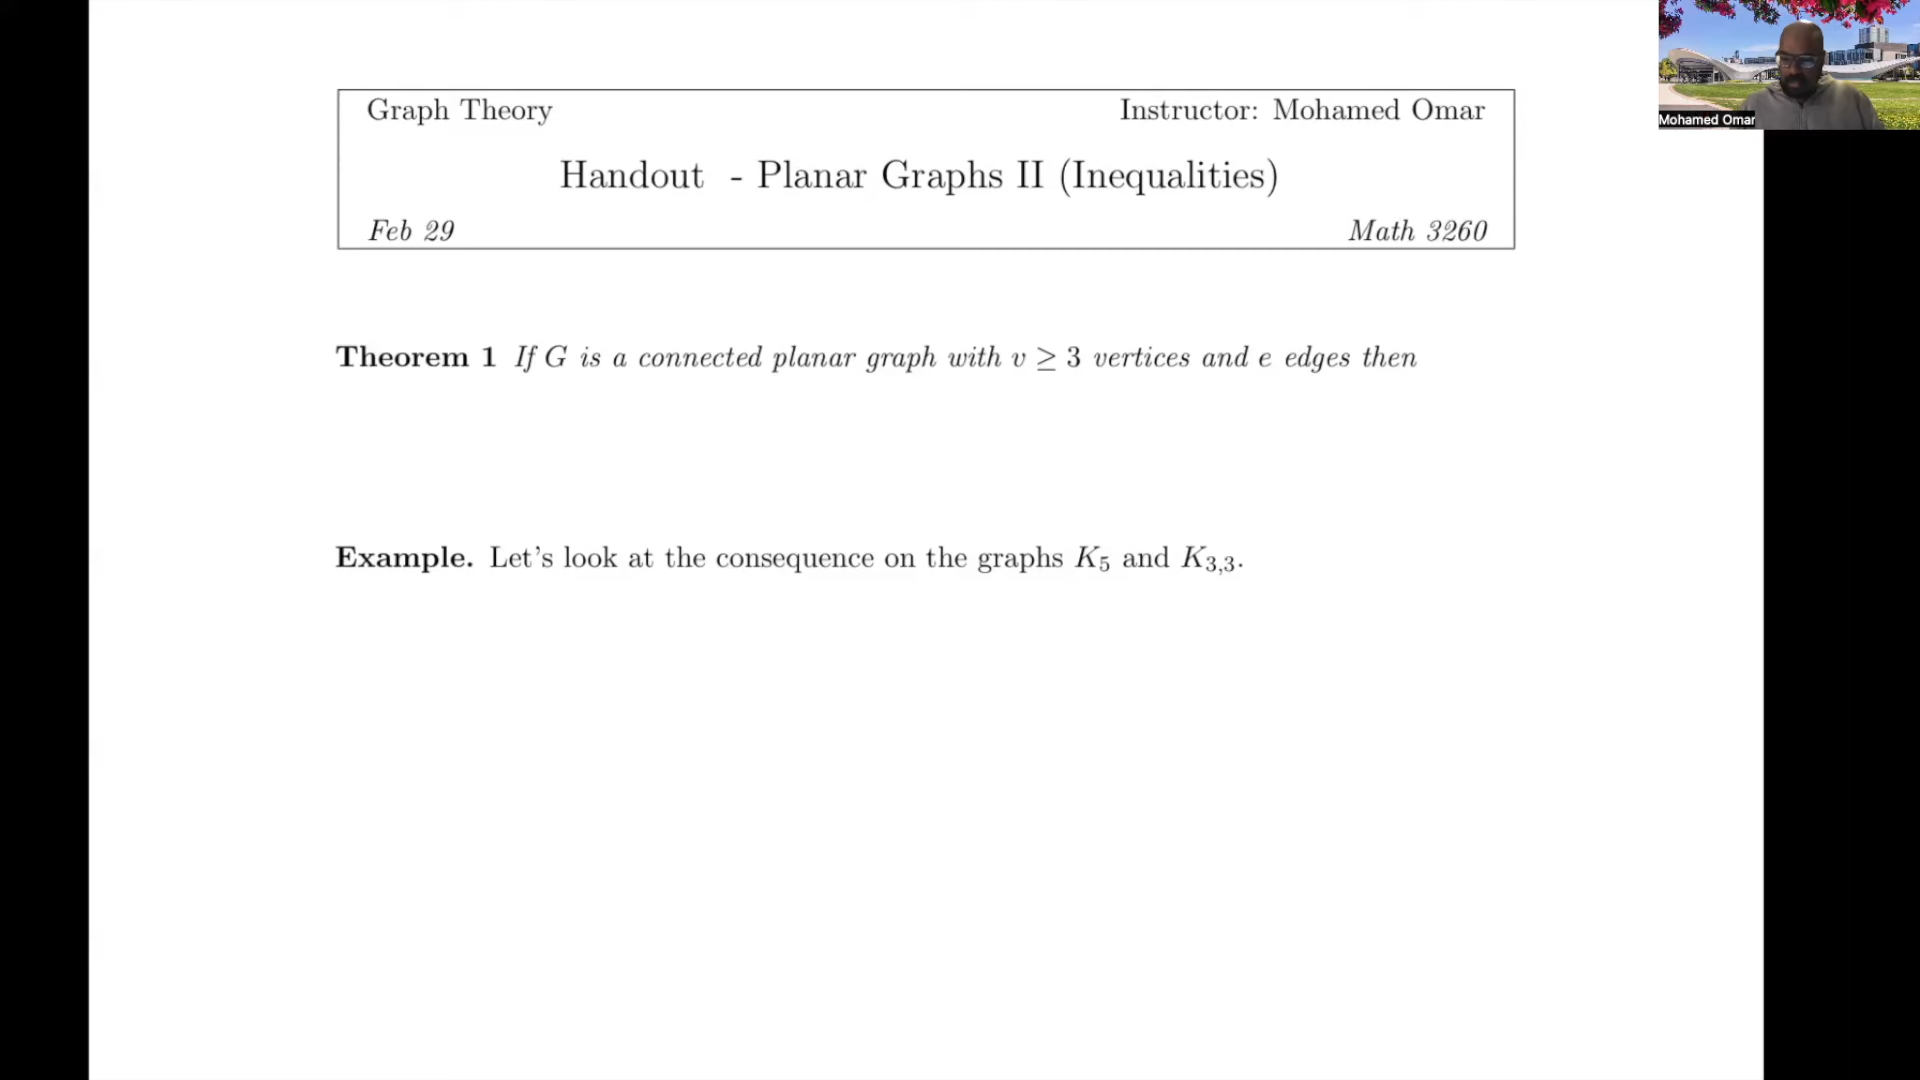 Graph Theory Instructor: Mohamed Omar
Handout - Planar Graphs II (Inequalities)
Feb 29 Math 3260
Theorem 1 If G is a connected planar graph with v ≥ 3 vertices and e edges then
Example. Let's look at the consequence on the graphs K₅ and K₃,₃.
Mohamed Omar